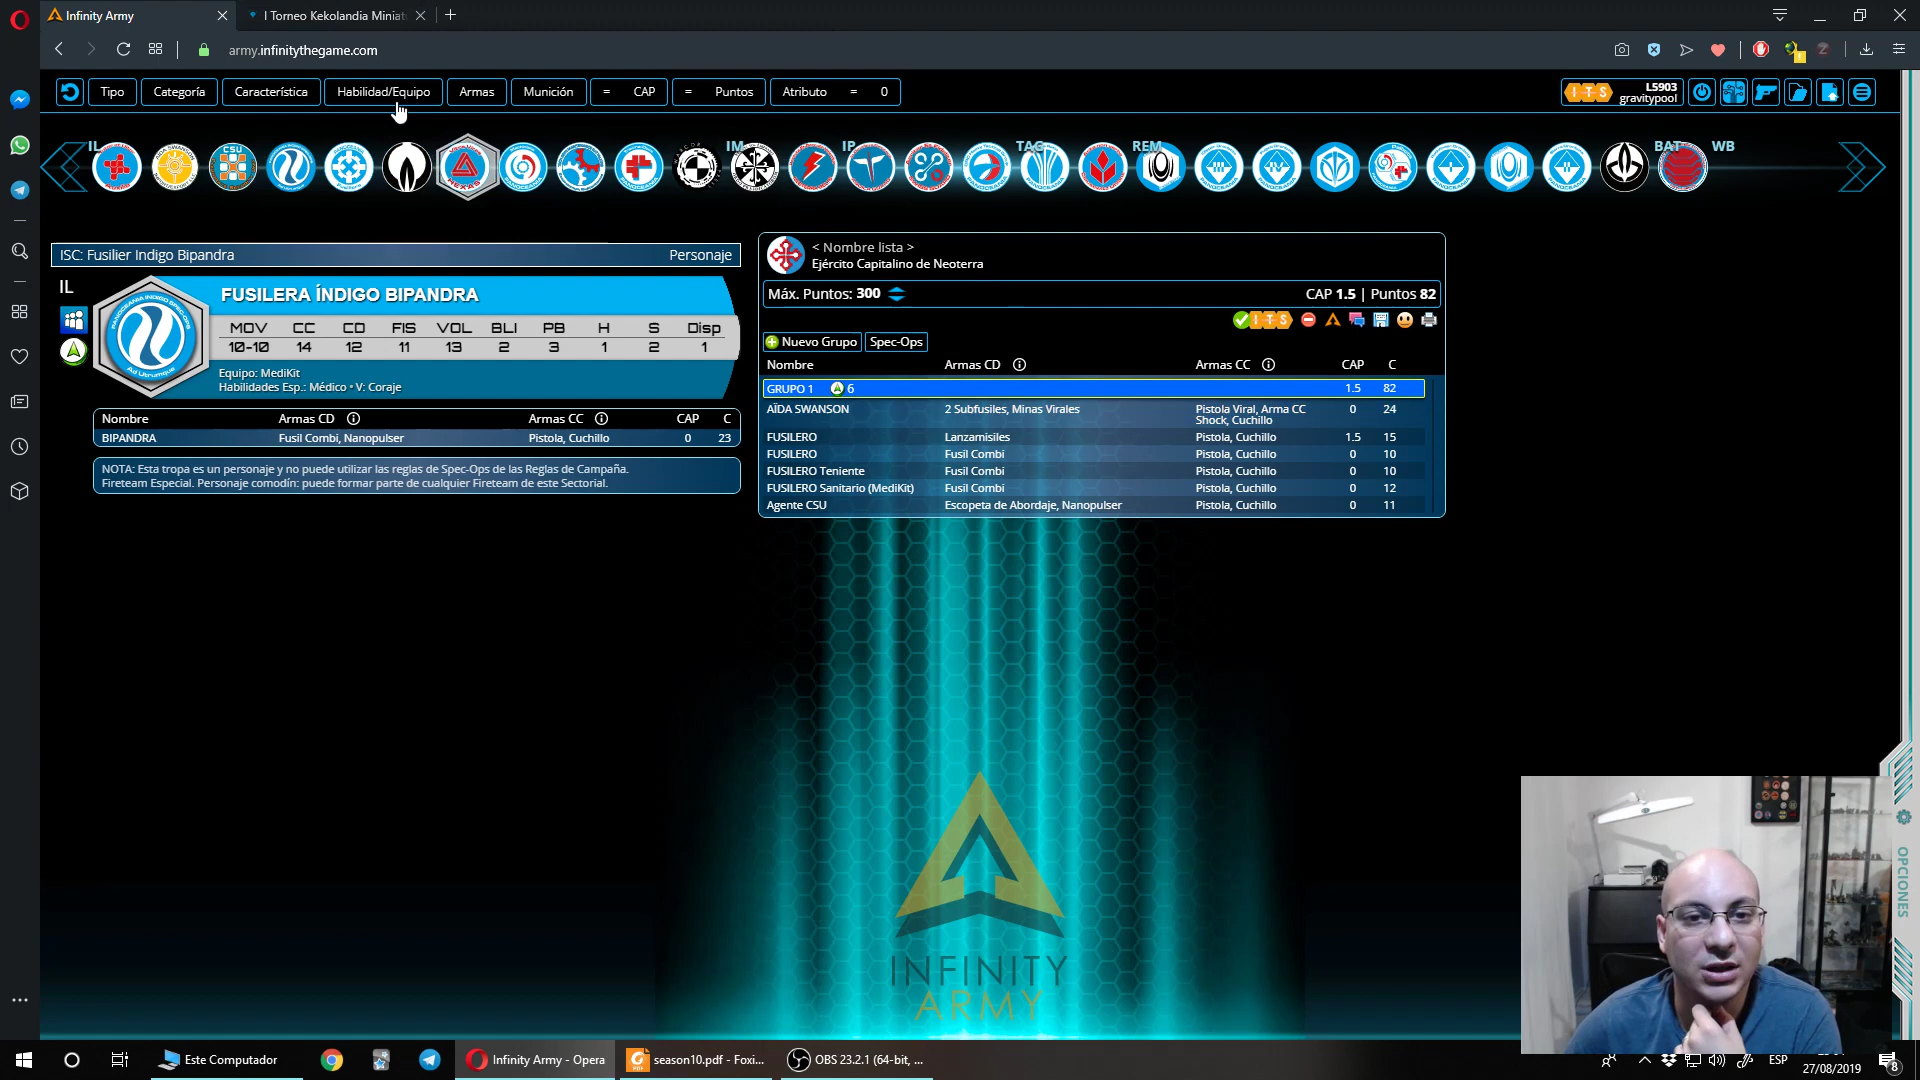 Infinity Army
I Torneo Kekolandia Miniat
army.infinitythegame.com
Tipo
Categoría
Característica
Habilidad/Equipo
Armas
Munición
= CAP
= Puntos
Atributo = 0
ITS
L5903
gravitypool
IL
IM
IP
TAG
REM
BAT
WB
ISC: Fusilier Indigo Bipandra
Personaje
IL
FUSILERA ÍNDIGO BIPANDRA
MOV CC CD FIS VOL BLI PB H S Disp
10-10 14 12 11 13 2 3 1 2 1
Equipo: MediKit
Habilidades Esp.: Médico • V: Coraje
Nombre Armas CD Armas CC CAP C
BIPANDRA Fusil Combi, Nanopulser Pistola, Cuchillo 0 23
NOTA: Esta tropa es un personaje y no puede utilizar las reglas de Spec-Ops de las Reglas de Campaña.
Fireteam Especial. Personaje comodín: puede formar parte de cualquier Fireteam de este Sectorial.
< Nombre lista >
Ejército Capitalino de Neoterra
Máx. Puntos: 300
CAP 1.5 | Puntos 82
ITS
Nuevo Grupo
Spec-Ops
Nombre Armas CD Armas CC CAP C
GRUPO 1 6 1.5 82
AÏDA SWANSON 2 Subfusiles, Minas Virales Pistola Viral, Arma CC 0 24
Shock, Cuchillo
FUSILERO Lanzamisiles Pistola, Cuchillo 1.5 15
FUSILERO Fusil Combi Pistola, Cuchillo 0 10
FUSILERO Teniente Fusil Combi Pistola, Cuchillo 0 10
FUSILERO Sanitario (MediKit) Fusil Combi Pistola, Cuchillo 0 12
Agente CSU Escopeta de Abordaje, Nanopulser Pistola, Cuchillo 0 11
INFINITY
ARMY
OPCIONES
Este Computador
Infinity Army - Opera
season10.pdf - Foxi...
OBS 23.2.1 (64-bit, ...
ESP
27/08/2019
8